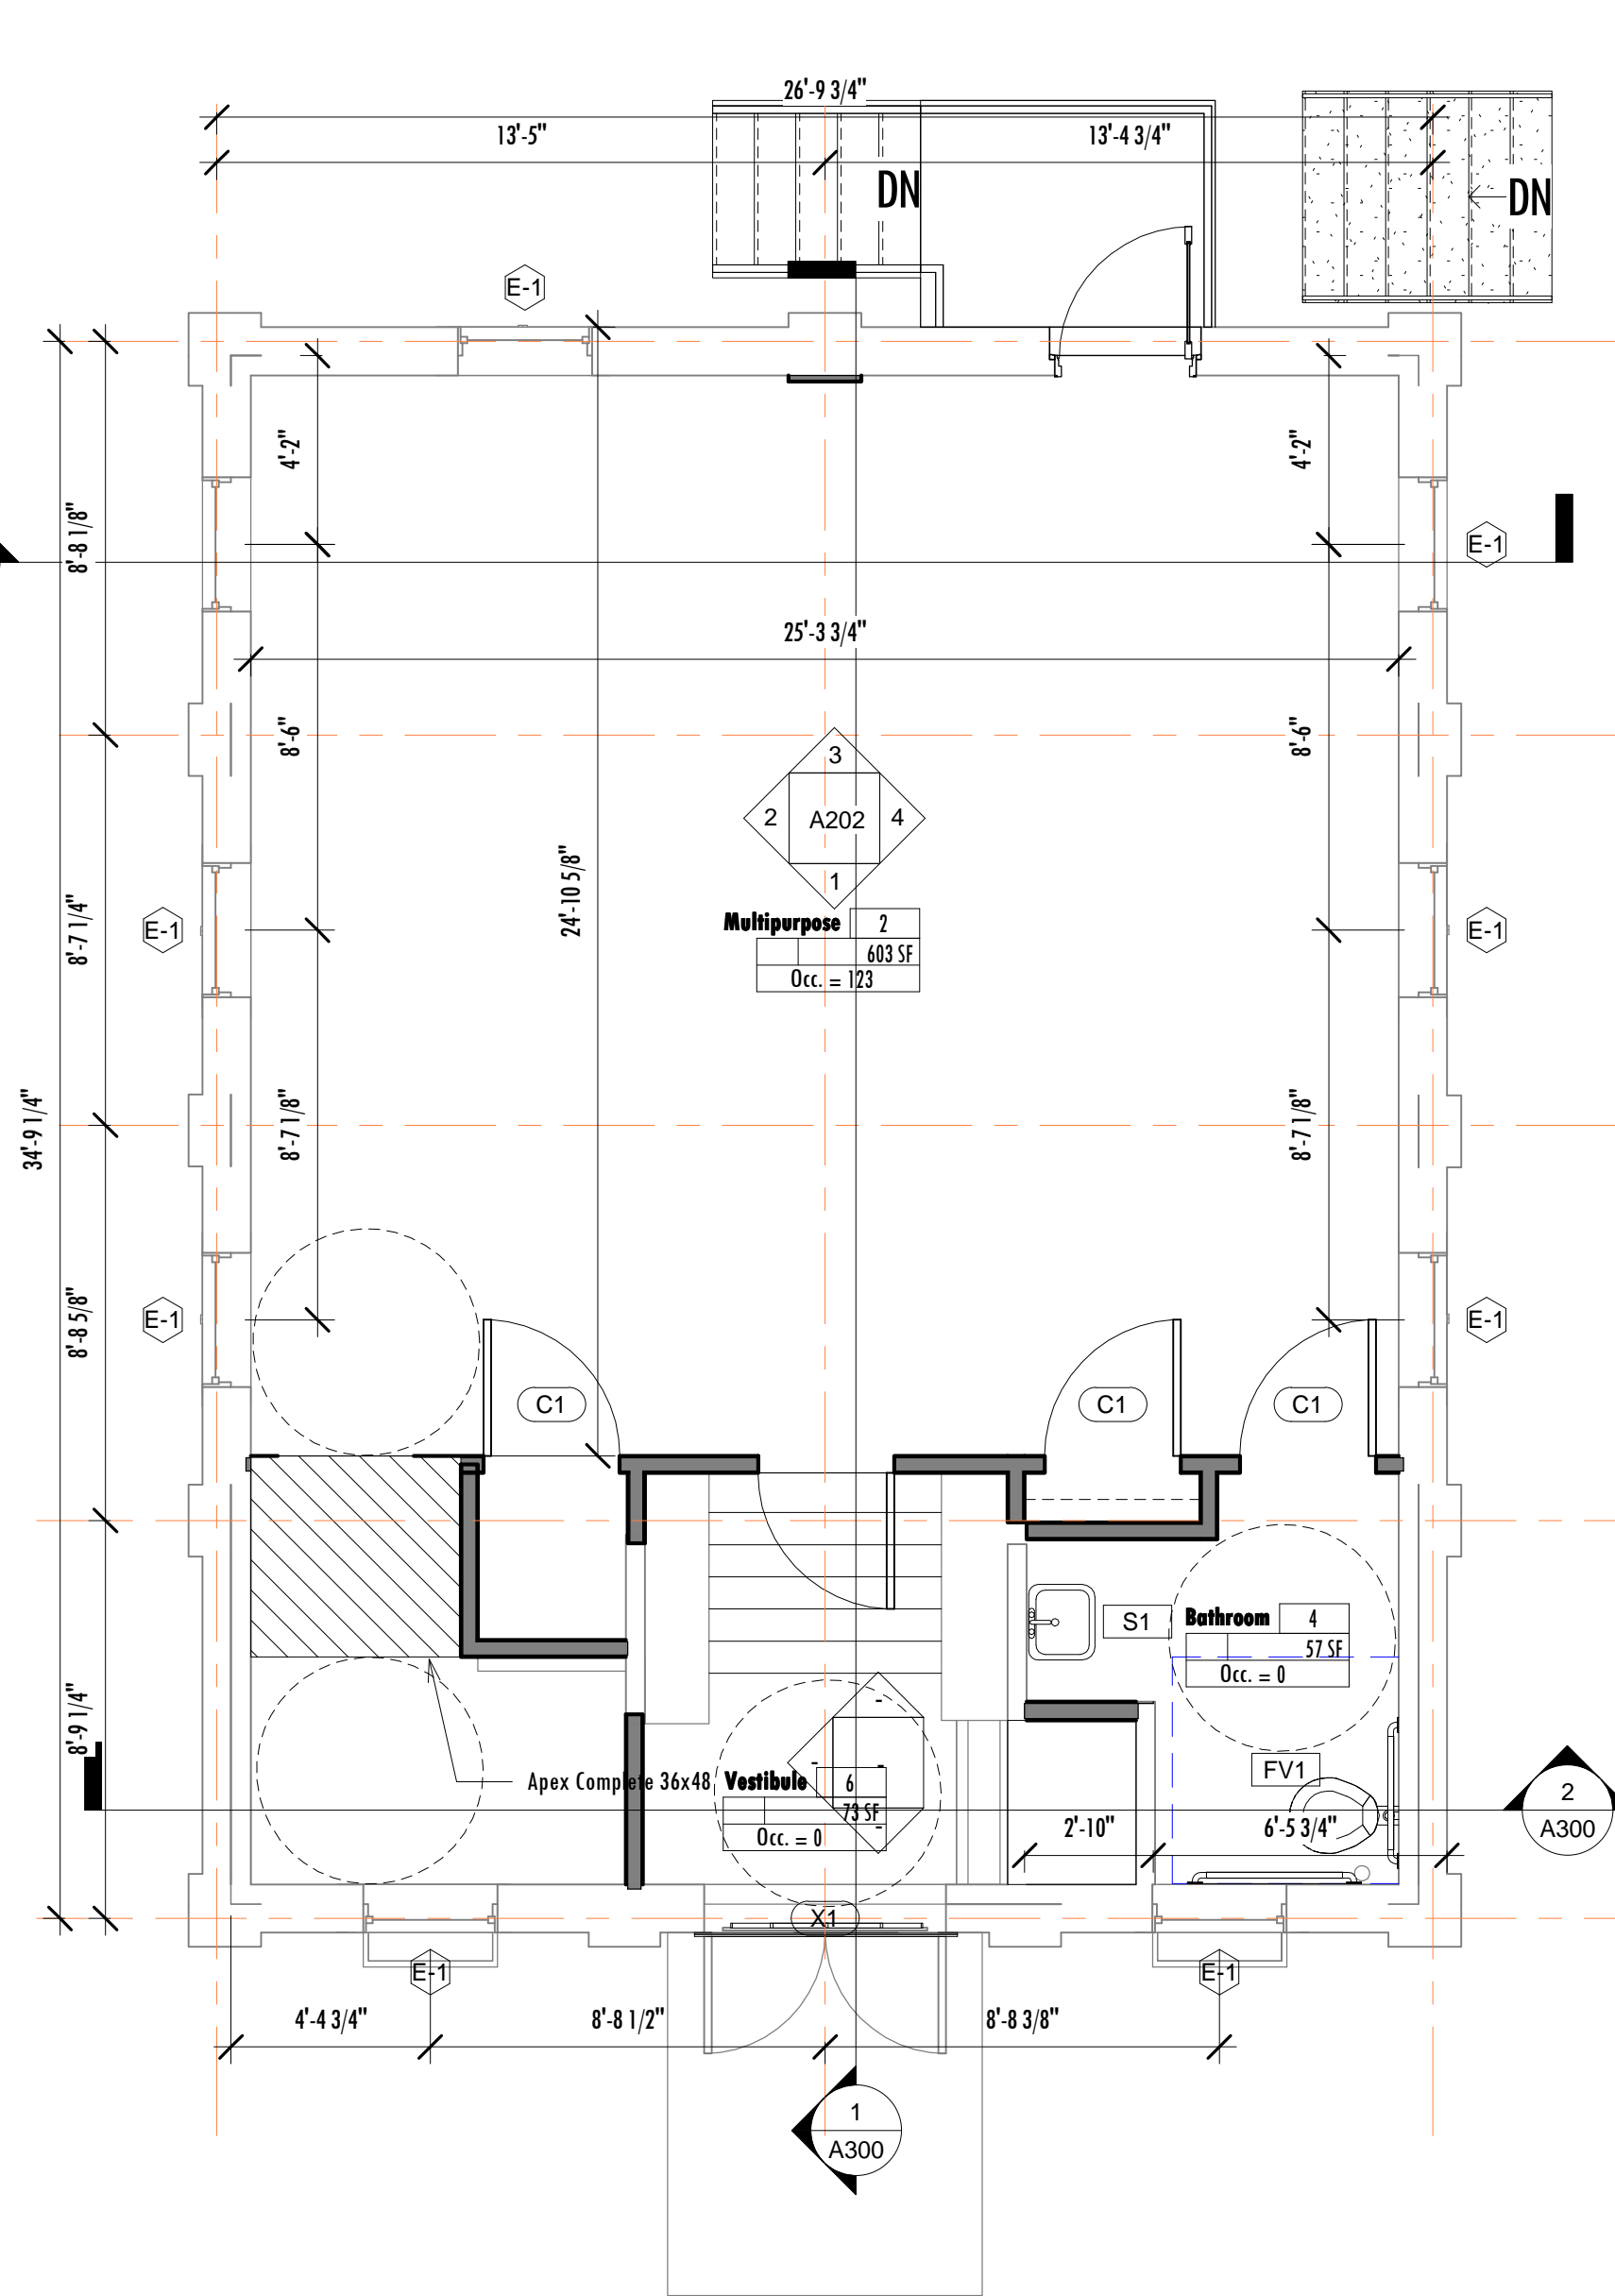 26'-9 3/4"
13'-5"
13'-4 3/4"
DN
DN
E-1
4'-2"
4'-2"
8'-8 1/8"
E-1
25'-3 3/4"
8'-6"
8'-6"
3
2
A202
4
1
24'-10 5/8"
Multipurpose
2
603 SF
Occ. = 123
8'-7 1/4"
E-1
E-1
34'-9 1/4"
8'-7 1/8"
8'-7 1/8"
8'-8 5/8"
E-1
E-1
C1
C1
C1
S1
Bathroom
4
57 SF
Occ. = 0
8'-9 1/4"
Apex Complete 36x48
Vestibule
6
73 SF
Occ. = 0
-
-
-
-
FV1
2'-10"
6'-5 3/4"
2
A300
X1
E-1
E-1
4'-4 3/4"
8'-8 1/2"
8'-8 3/8"
1
A300